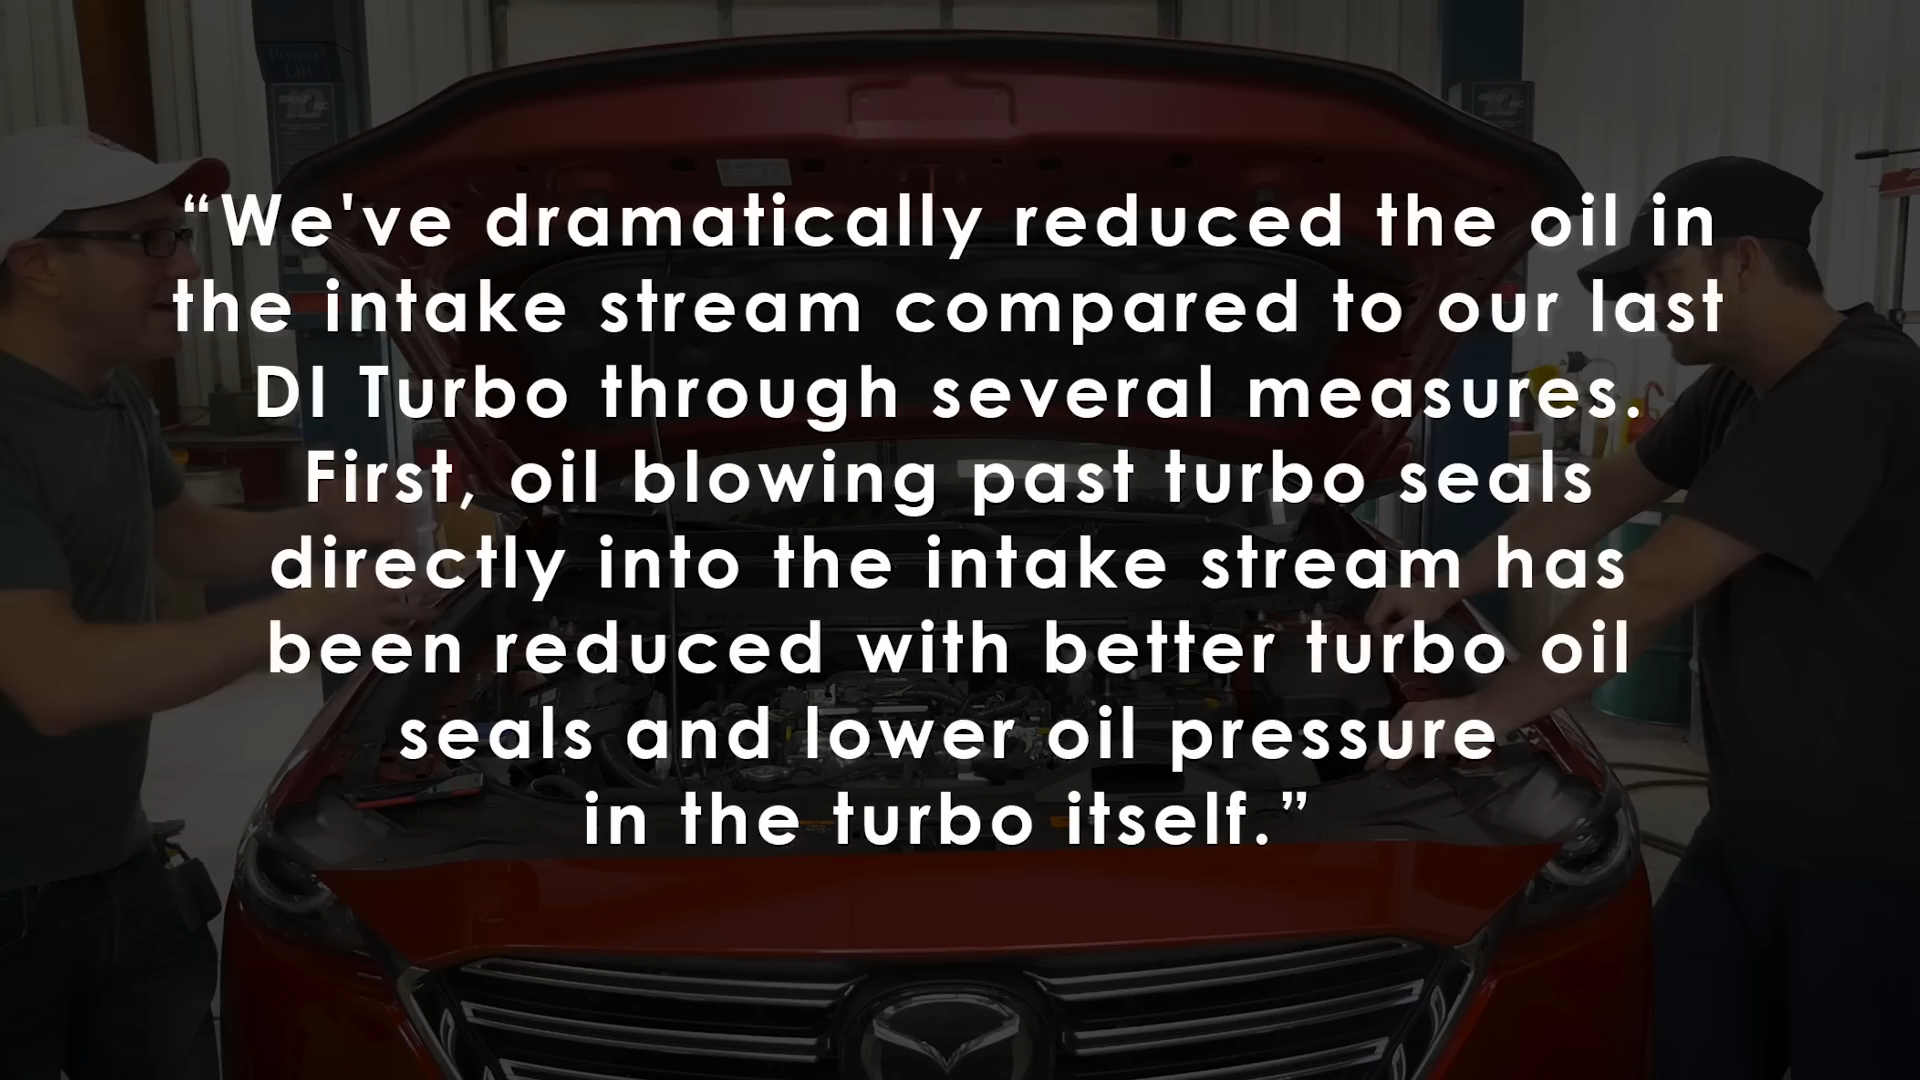 Power
Lift
“We've dramatically reduced the oil in
the intake stream compared to our last
DI Turbo through several measures.
First, oil blowing past turbo seals
directly into the intake stream has
been reduced with better turbo oil
seals and lower oil pressure
in the turbo itself.”